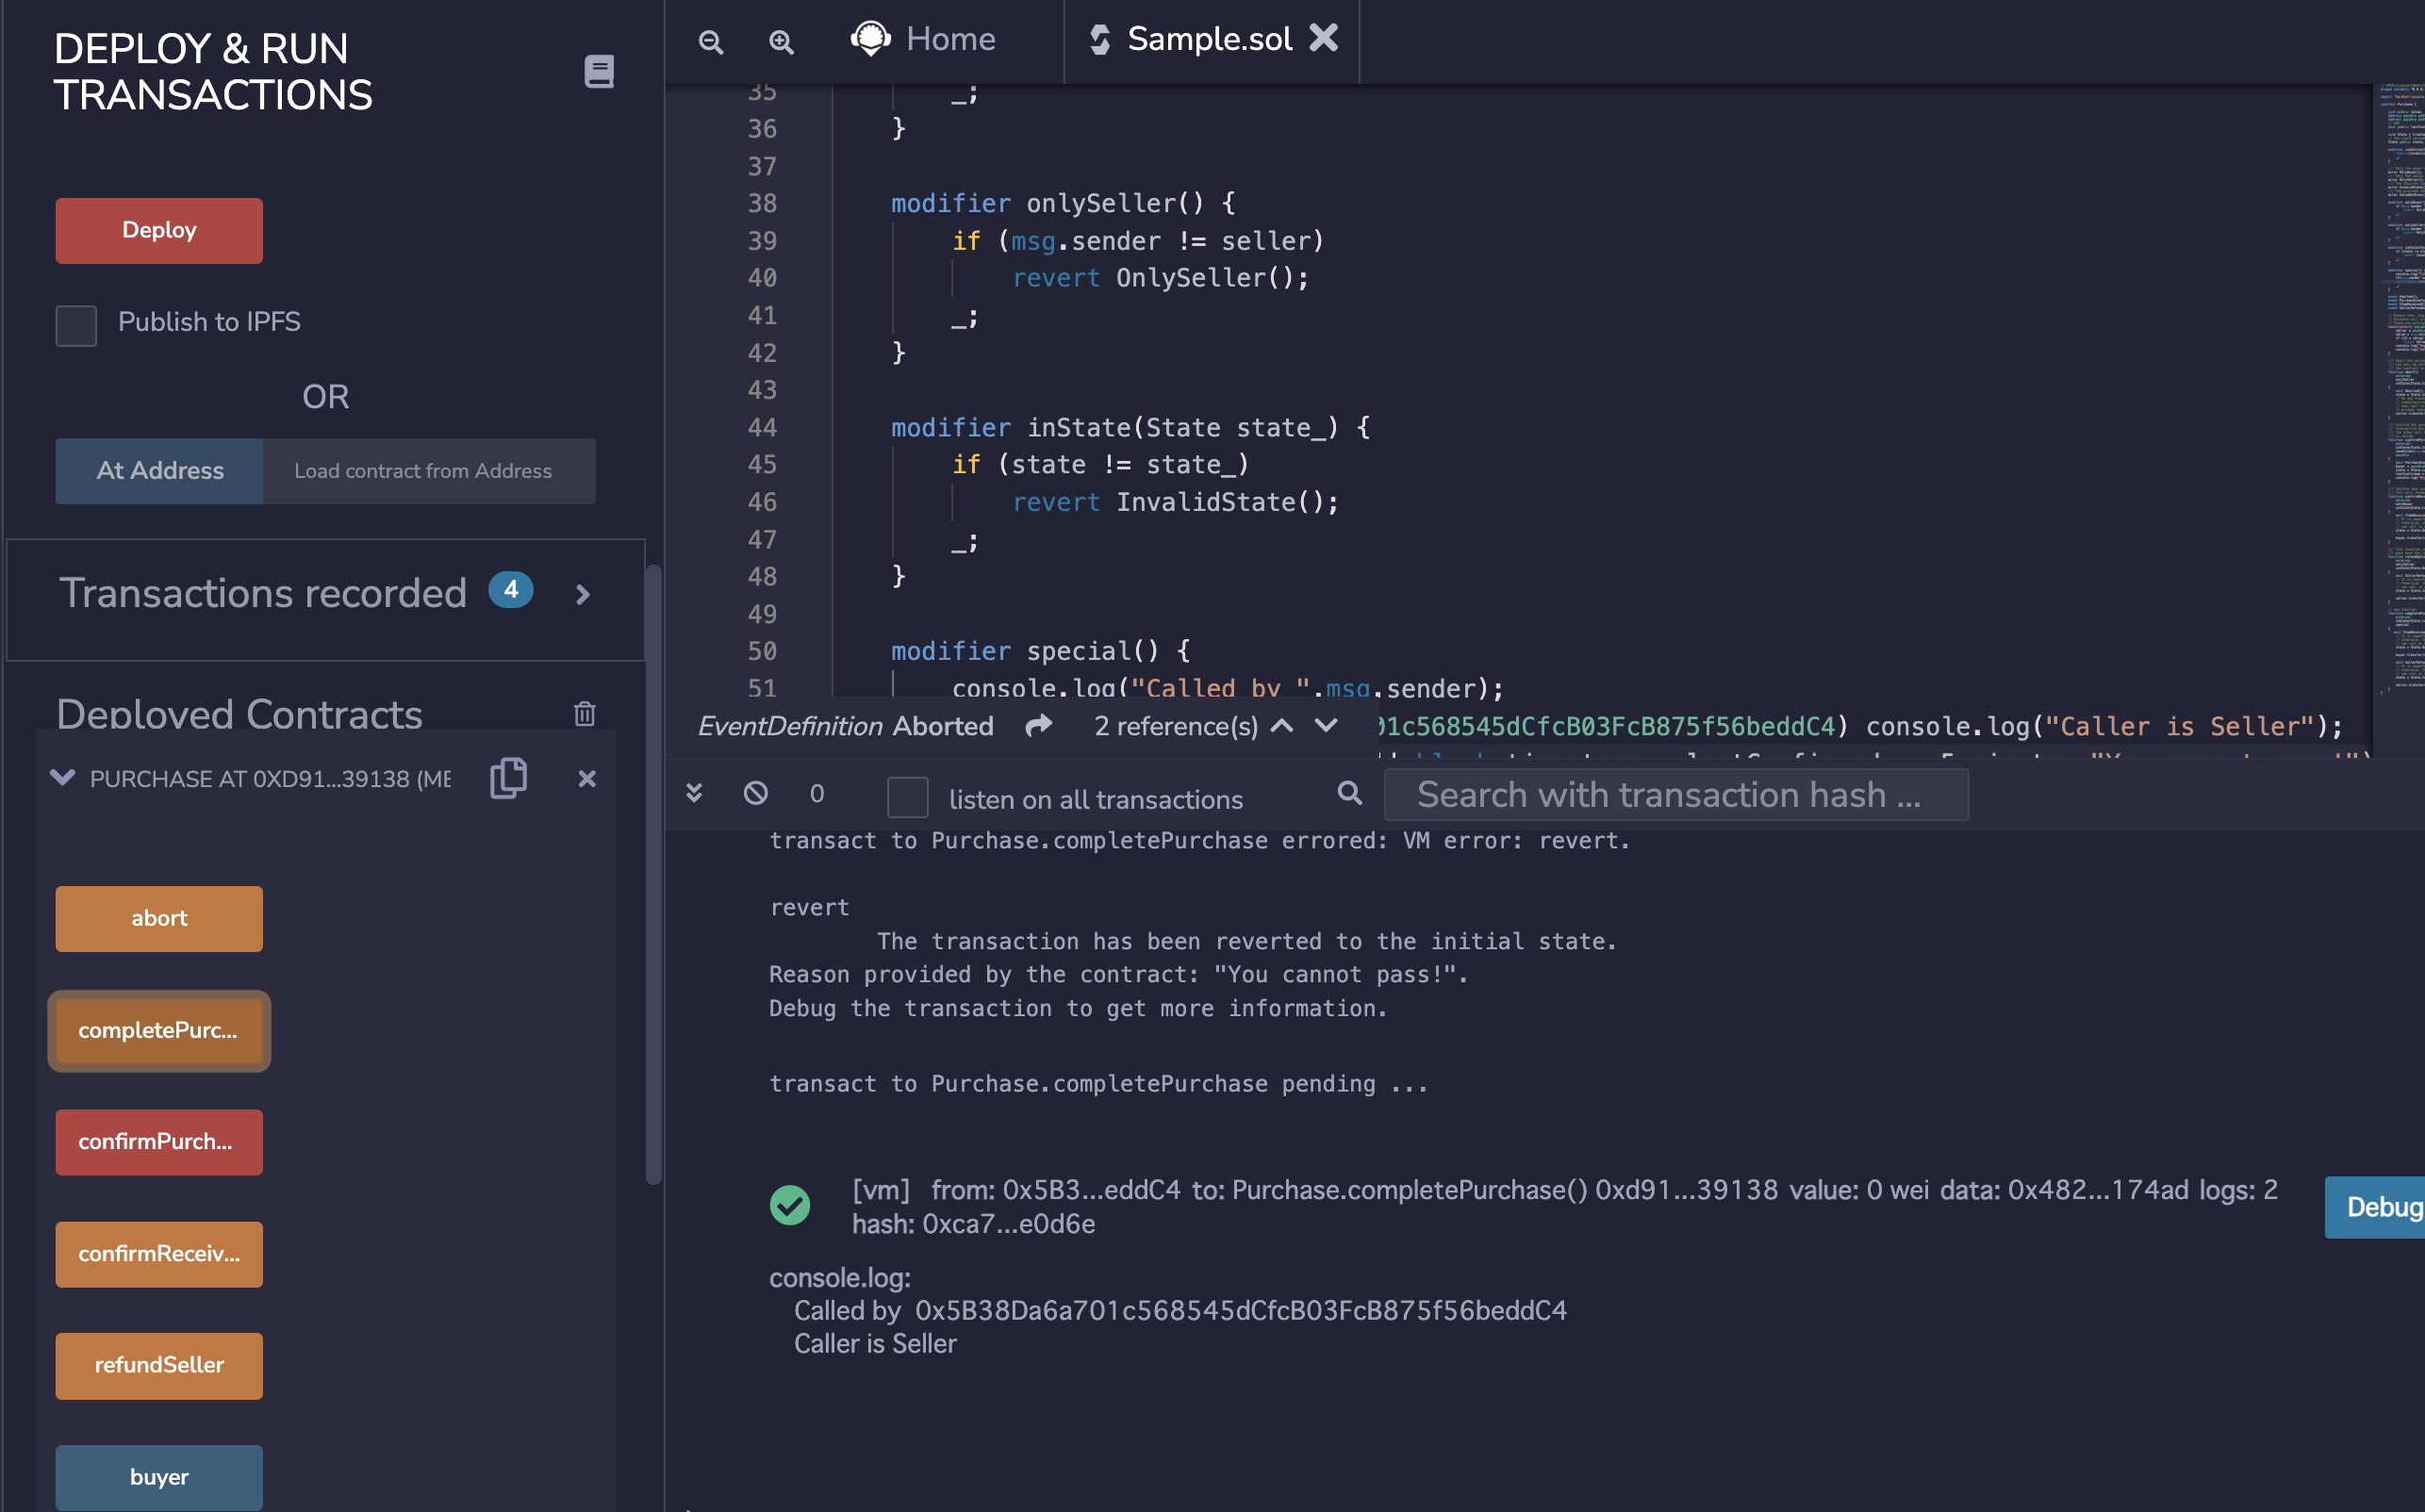 DEPLOY & RUN
TRANSACTIONS
Deploy
Publish to IPFS
OR
At Address
Load contract from Address
Transactions recorded 4
Deployed Contracts
PURCHASE AT 0XD91...39138 (ME
abort
completePurc...
confirmPurch...
confirmReceiv...
refundSeller
buyer
Home
Sample.sol
35 _;
36 }
37
38 modifier onlySeller() {
39 if (msg.sender != seller)
40 revert OnlySeller();
41 _;
42 }
43
44 modifier inState(State state_) {
45 if (state != state_)
46 revert InvalidState();
47 _;
48 }
49
50 modifier special() {
51 console.log("Called by ",msg.sender);
EventDefinition Aborted 2 reference(s)
01c568545dCfcB03FcB875f56beddC4) console.log("Caller is Seller");
0 listen on all transactions
Search with transaction hash ...
transact to Purchase.completePurchase errored: VM error: revert.
revert
The transaction has been reverted to the initial state.
Reason provided by the contract: "You cannot pass!".
Debug the transaction to get more information.
transact to Purchase.completePurchase pending ...
[vm] from: 0x5B3...eddC4 to: Purchase.completePurchase() 0xd91...39138 value: 0 wei data: 0x482...174ad logs: 2
hash: 0xca7...e0d6e
Debug
console.log:
Called by 0x5B38Da6a701c568545dCfcB03FcB875f56beddC4
Caller is Seller